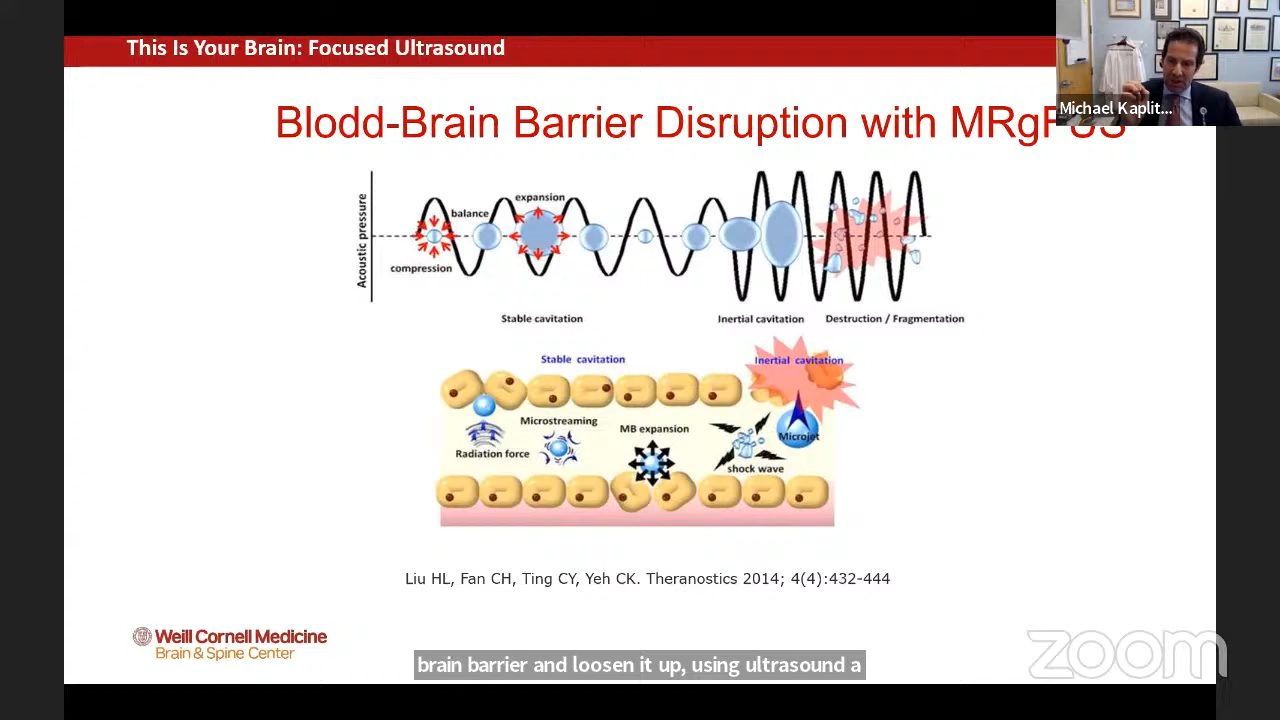 This Is Your Brain: Focused Ultrasound
Michael Kaplit...
Blodd-Brain Barrier Disruption with MRgFUS
Acoustic pressure
expansion
balance
compression
Stable cavitation
Inertial cavitation
Destruction / Fragmentation
Stable cavitation
Inertial cavitation
Microstreaming
MB expansion
Microjet
Radiation force
shock wave
Liu HL, Fan CH, Ting CY, Yeh CK. Theranostics 2014; 4(4):432-444
Weill Cornell Medicine
Brain & Spine Center
brain barrier and loosen it up, using ultrasound a
zoom